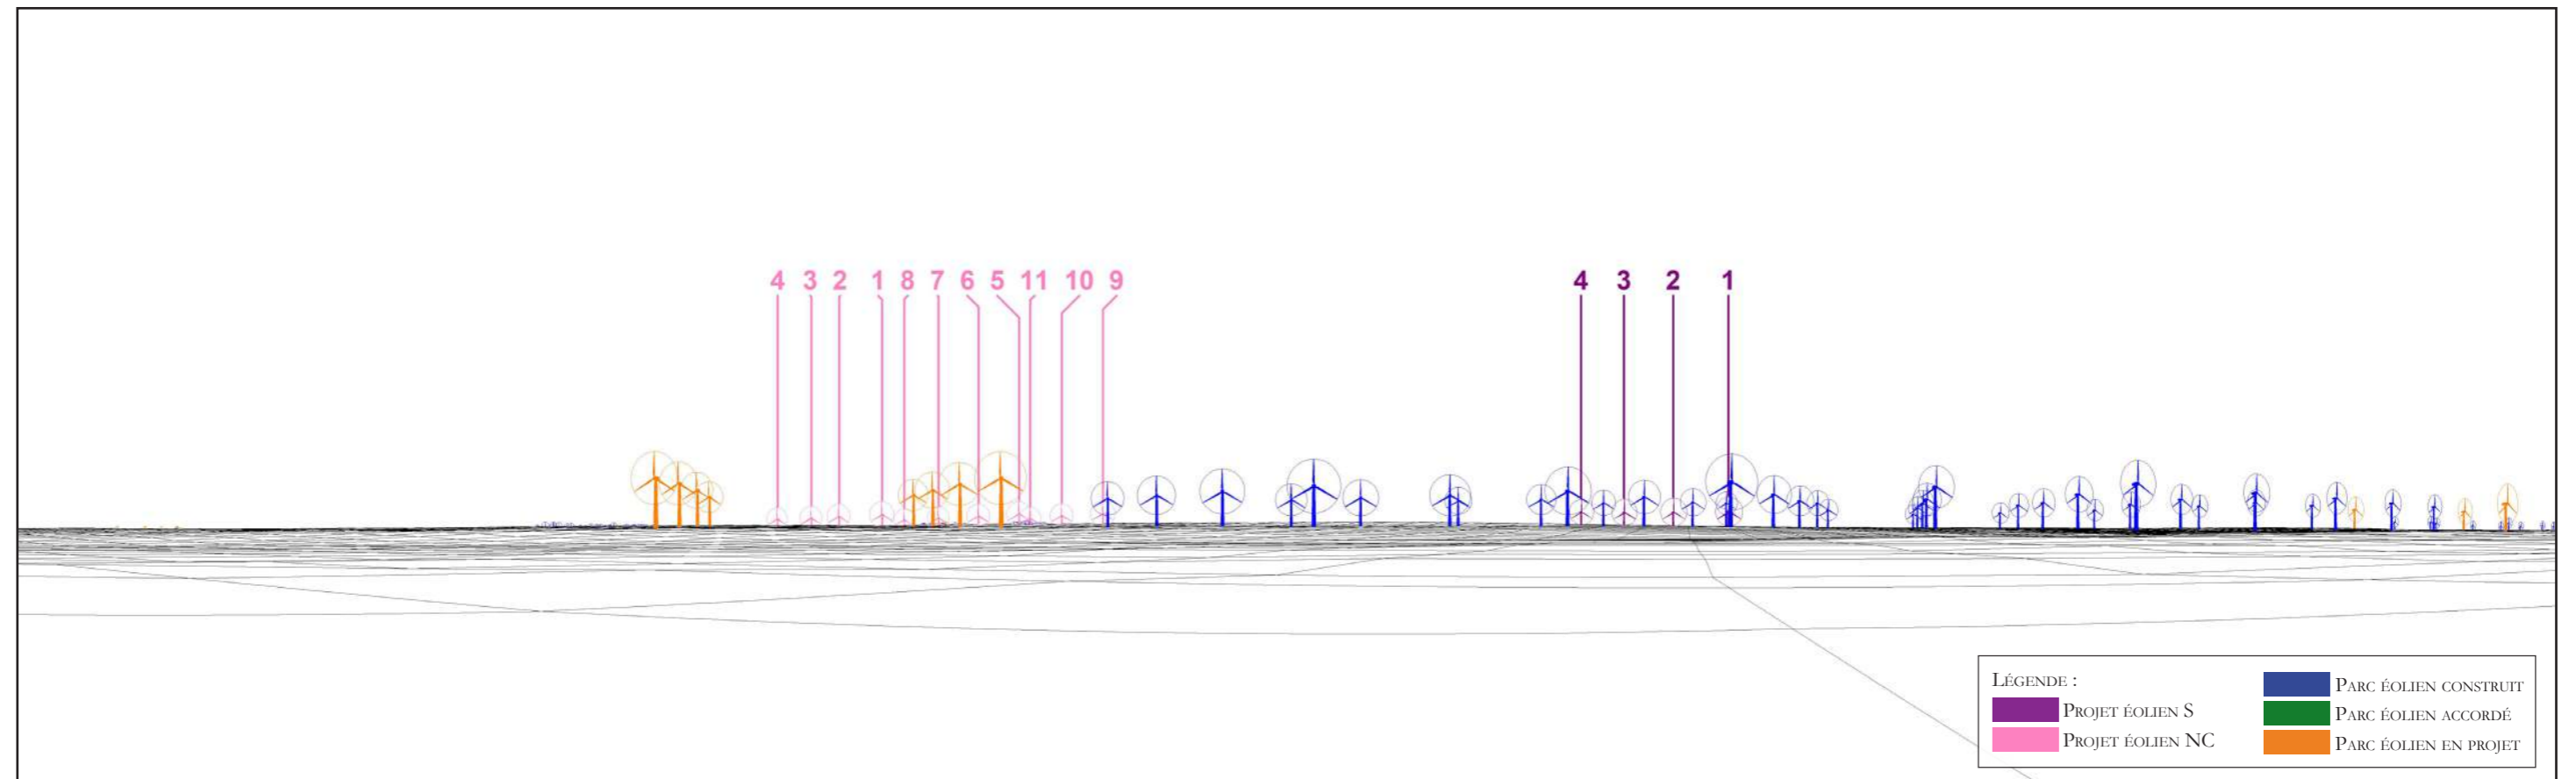 4 3 2 1 8 7 6 5 11 10 9 4 3 2 1
LÉGENDE :
PROJET ÉOLIEN S
PROJET ÉOLIEN NC
PARC ÉOLIEN CONSTRUIT
PARC ÉOLIEN ACCORDÉ
PARC ÉOLIEN EN PROJET